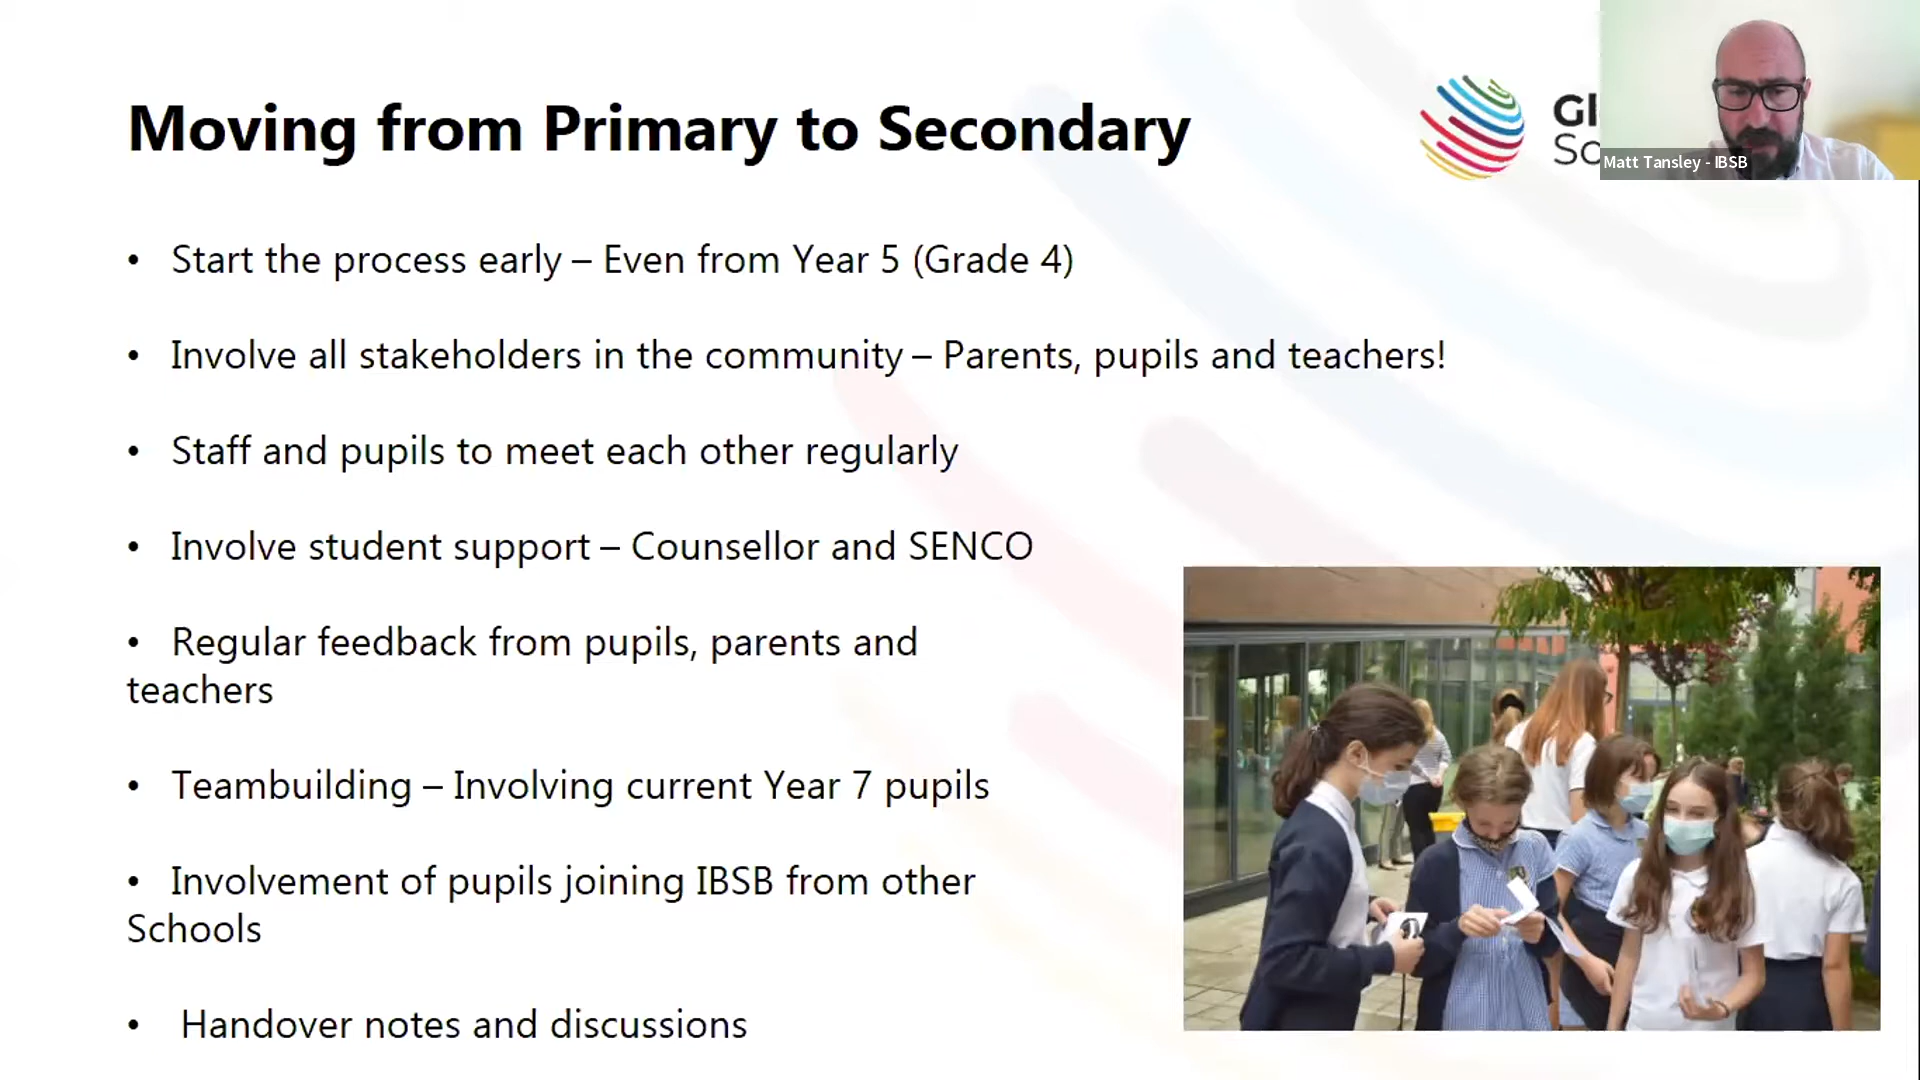 Moving from Primary to Secondary
Matt Tansley - IBSB
• Start the process early – Even from Year 5 (Grade 4)
• Involve all stakeholders in the community – Parents, pupils and teachers!
• Staff and pupils to meet each other regularly
• Involve student support – Counsellor and SENCO
• Regular feedback from pupils, parents and
teachers
• Teambuilding – Involving current Year 7 pupils
• Involvement of pupils joining IBSB from other
Schools
• Handover notes and discussions